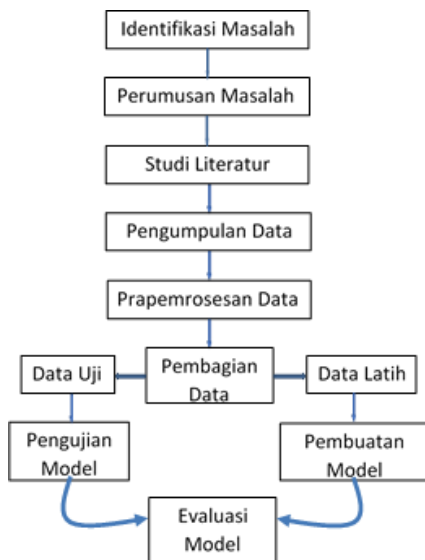 Identifikasi Masalah
Perumusan Masalah
Studi Literatur
Pengumpulan Data
Prapemrosesan Data
Pembagian
Data
Data Uji
Data Latih
Pengujian
Model
Pembuatan
Model
Evaluasi
Model